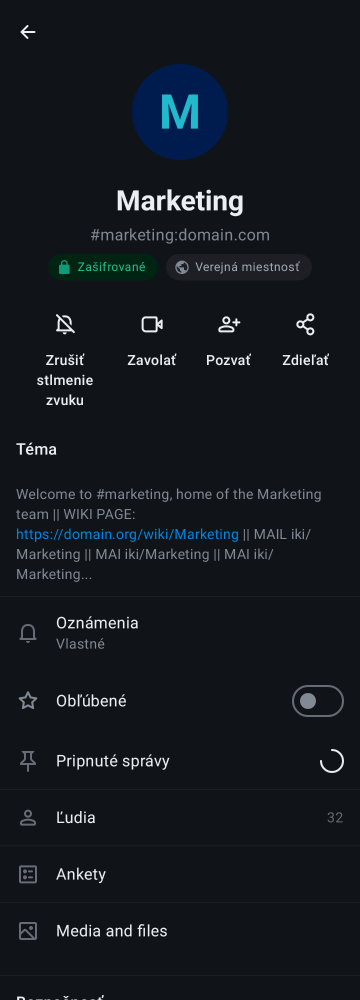 M
Marketing
#marketing:domain.com
Zašifrované
Verejná miestnosť
Zrušiť
stlmenie
zvuku
Zavolať
Pozvať
Zdieľať
Téma
Welcome to #marketing, home of the Marketing
team || WIKI PAGE:
https://domain.org/wiki/Marketing || MAIL iki/
Marketing || MAI iki/Marketing || MAI iki/
Marketing...
Oznámenia
Vlastné
Obľúbené
Pripnuté správy
Ľudia
32
Ankety
Media and files
Bezpečnosť